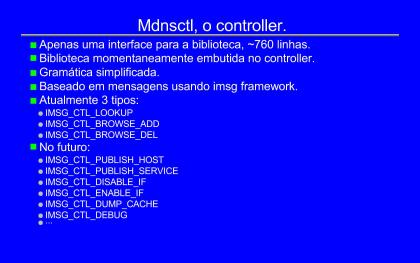 Mdnsctl, o controller.
Apenas uma interface para a biblioteca, ~760 linhas.
Biblioteca momentaneamente embutida no controller.
Gramática simplificada.
Baseado em mensagens usando imsg framework.
Atualmente 3 tipos:
IMSG_CTL_LOOKUP
IMSG_CTL_BROWSE_ADD
IMSG_CTL_BROWSE_DEL
No futuro:
IMSG_CTL_PUBLISH_HOST
IMSG_CTL_PUBLISH_SERVICE
IMSG_CTL_DISABLE_IF
IMSG_CTL_ENABLE_IF
IMSG_CTL_DUMP_CACHE
IMSG_CTL_DEBUG
...